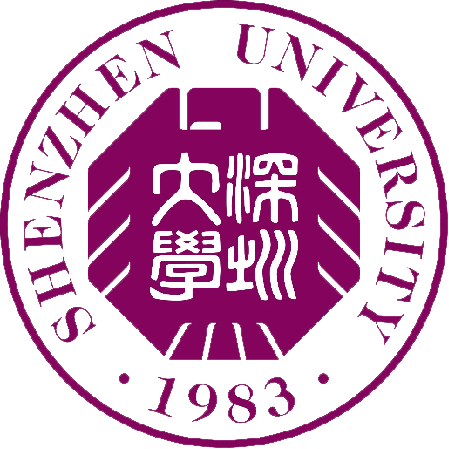 SHENZHEN UNIVERSITY
深圳
大學
·1983·